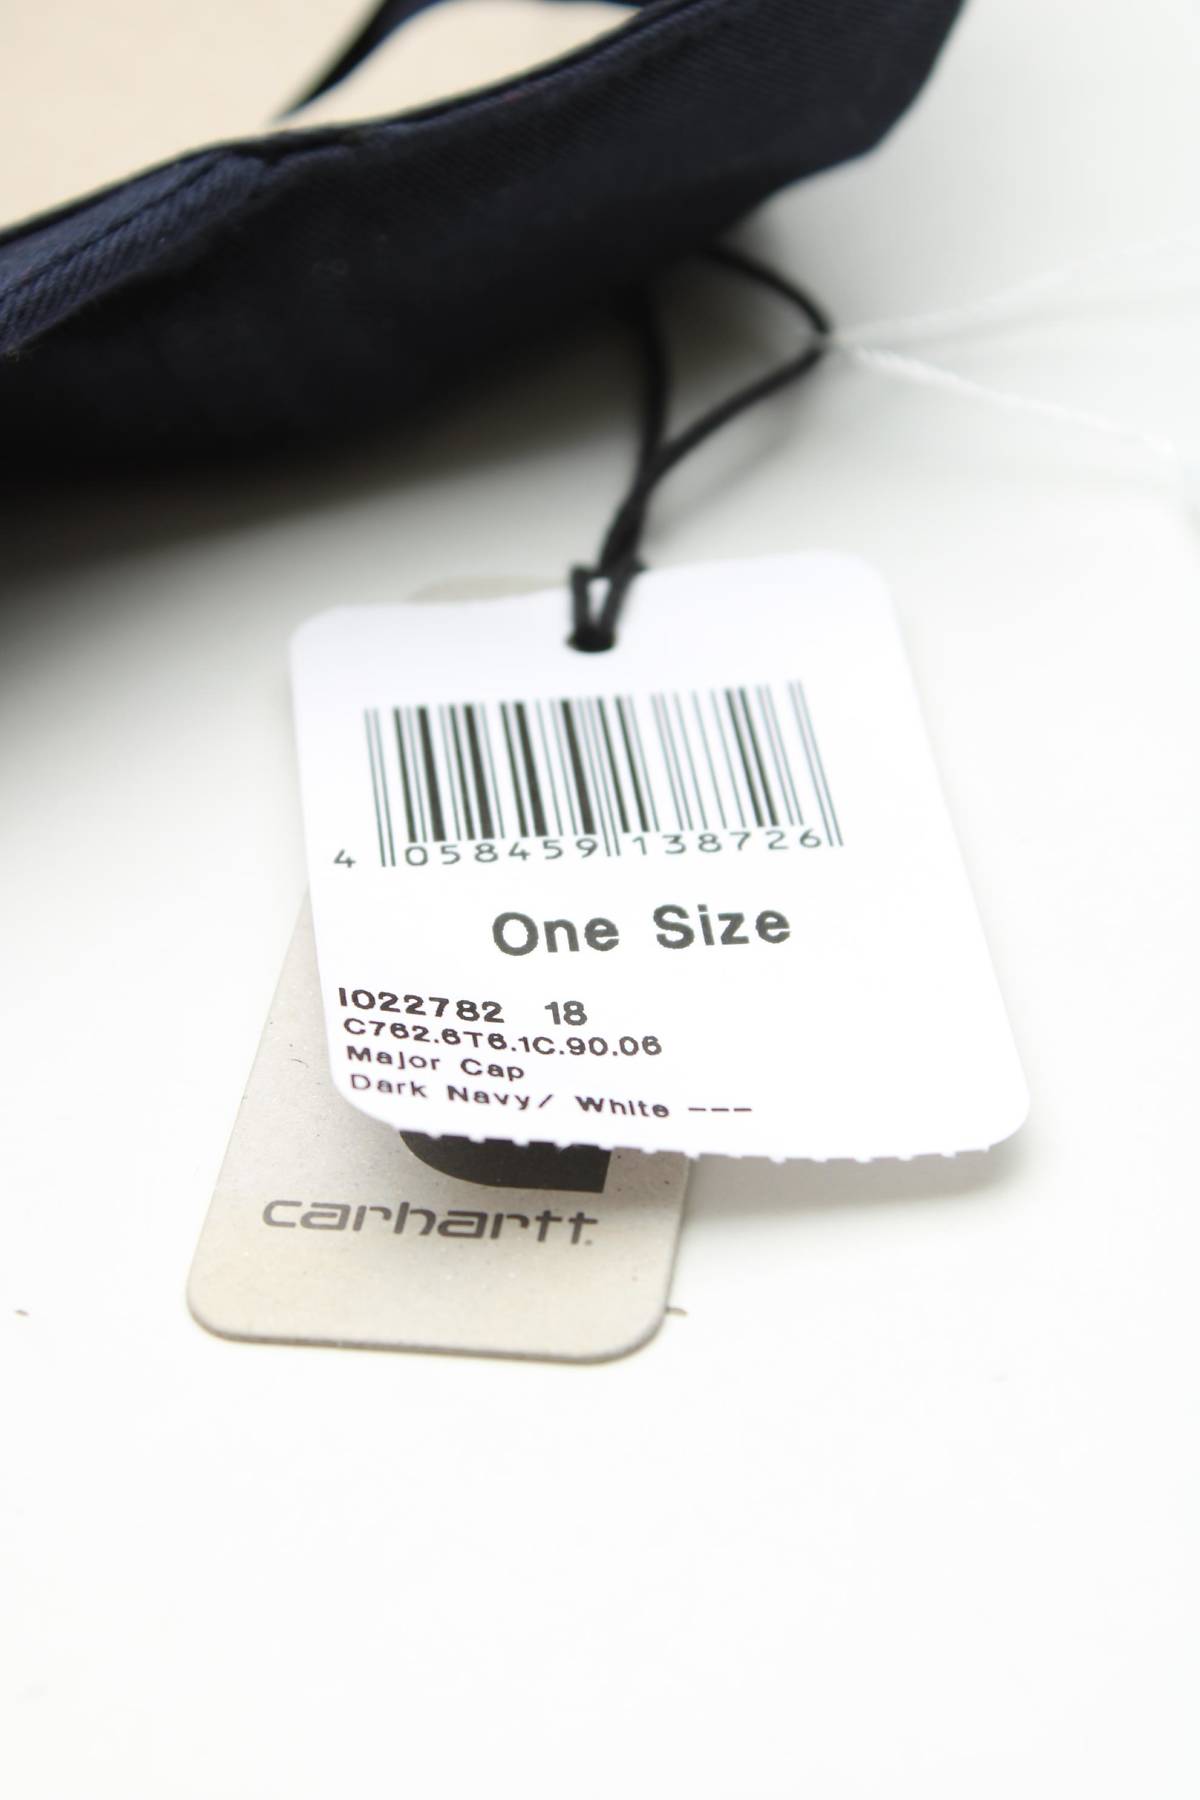 4 058459 138726
One Size
I022782 18
C762.6T6.1C.90.06
Major Cap
Dark Navy/ White ---
carhartt.